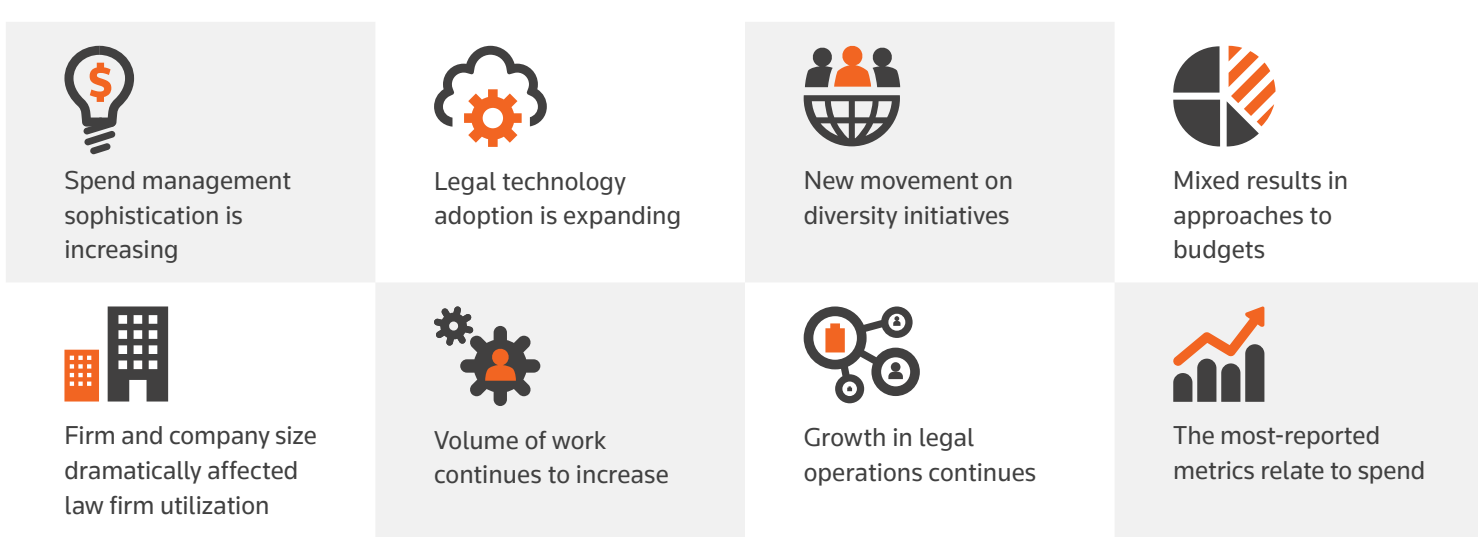 $
Spend management
sophistication is
increasing
Legal technology
adoption is expanding
New movement on
diversity initiatives
Mixed results in
approaches to
budgets
Firm and company size
dramatically affected
law firm utilization
Volume of work
continues to increase
Growth in legal
operations continues
The most-reported
metrics relate to spend